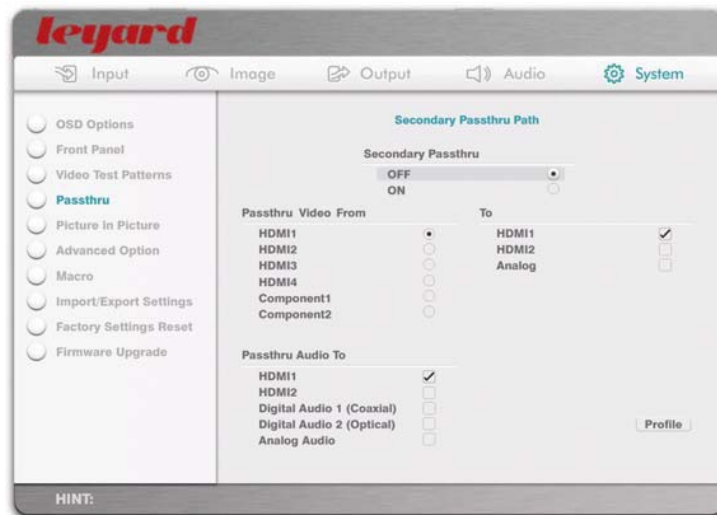 leyard
Input Image Output Audio System
OSD Options
Front Panel
Video Test Patterns
Passthru
Picture in Picture
Advanced Option
Macro
Import/Export Settings
Factory Settings Reset
Firmware Upgrade
Secondary Passthru Path
Secondary Passthru
OFF
ON
Passthru Video From
HDMI1
HDMI2
HDMI3
HDMI4
Component1
Component2
To
HDMI1
HDMI2
Analog
Passthru Audio To
HDMI1
HDMI2
Digital Audio 1 (Coaxial)
Digital Audio 2 (Optical)
Analog Audio
Profile
HINT: